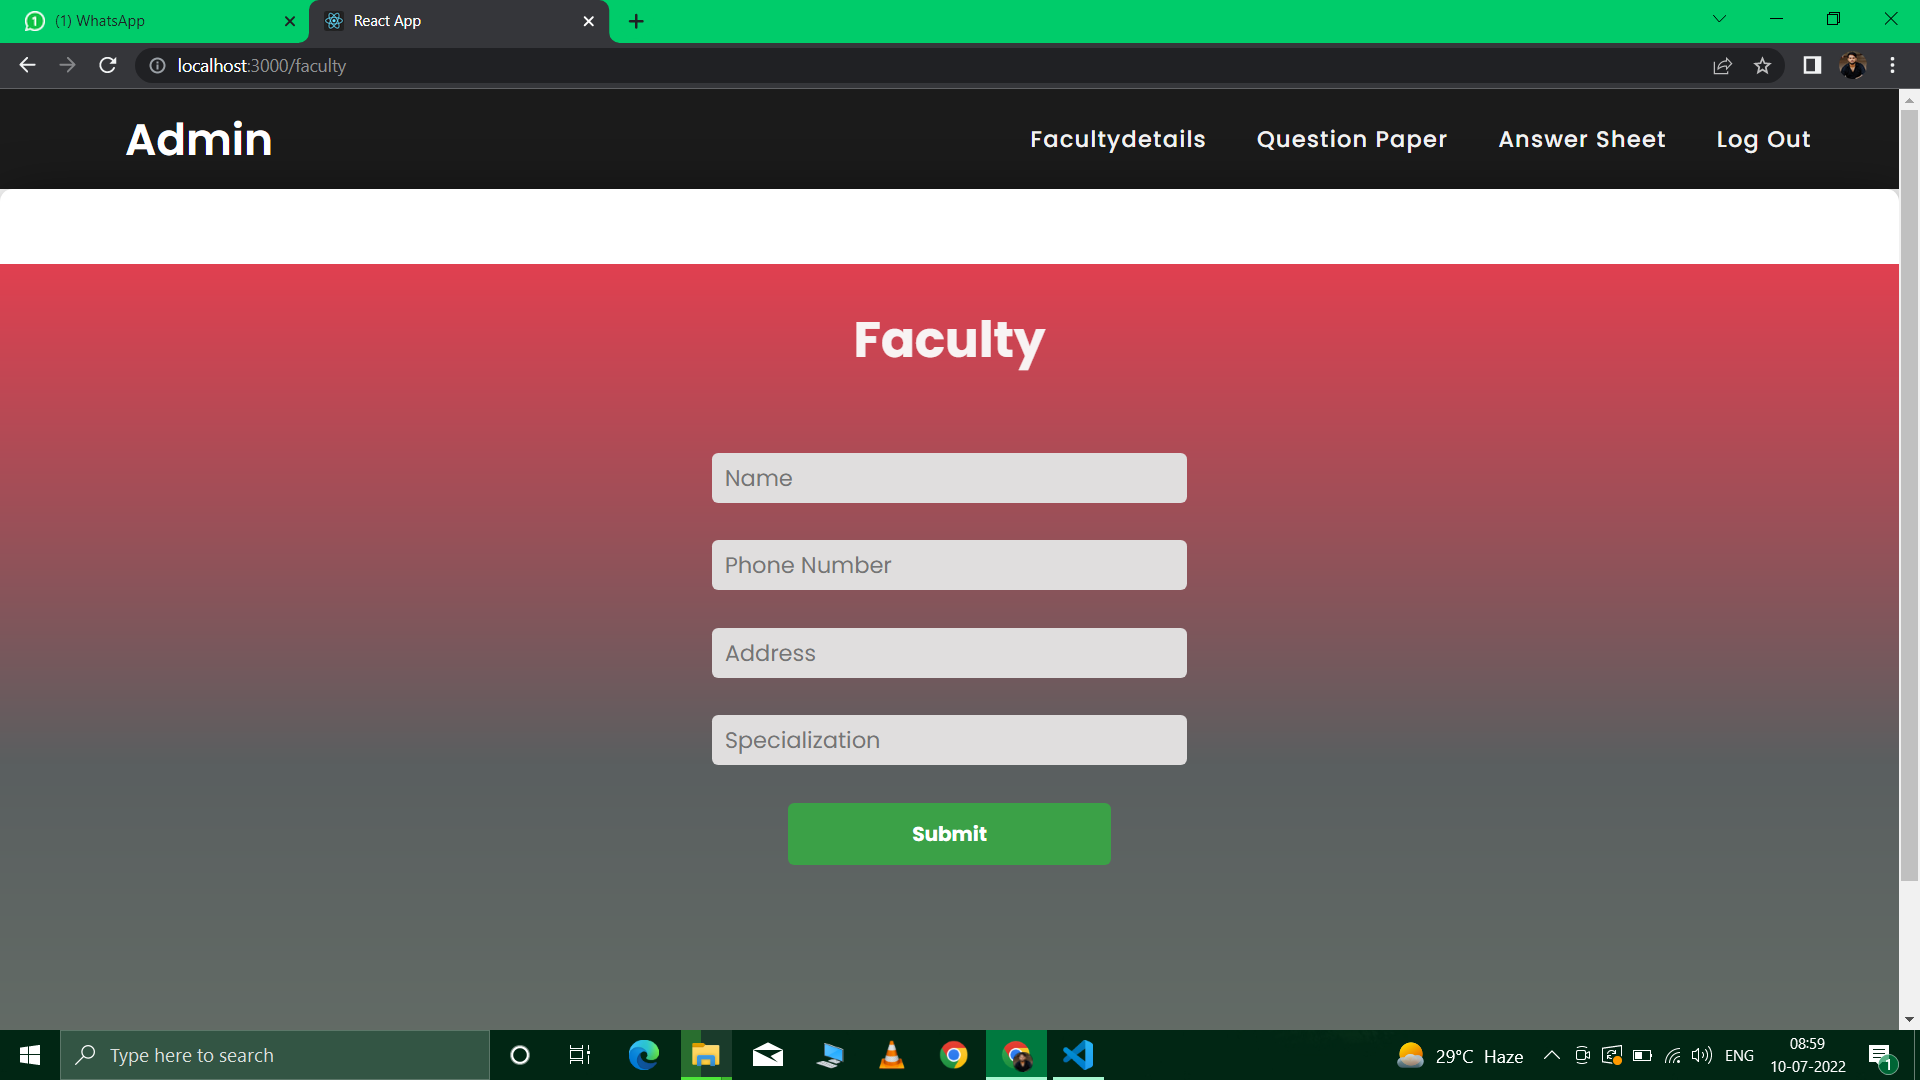 (1) WhatsApp
React App
localhost:3000/faculty
Admin
Facultydetails
Question Paper
Answer Sheet
Log Out
Faculty
Name
Phone Number
Address
Specialization
Submit
Type here to search
29°C Haze
ENG
08:59
10-07-2022
1